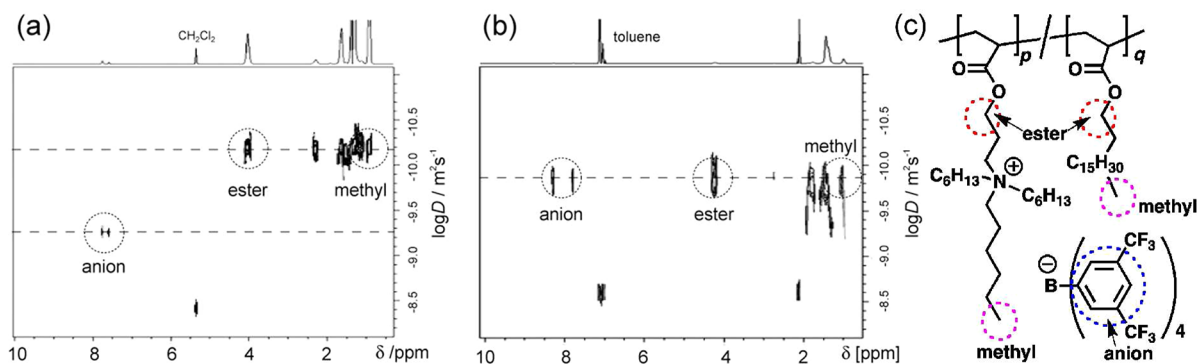 (a)
CH₂Cl₂
ester
methyl
anion
-10.5
-10.0
-9.5
-9.0
-8.5
logD / m²s⁻¹
10 8 6 4 2 δ /ppm
(b)
toluene
methyl
anion
ester
-10.5
-10.0
-9.5
-9.0
-8.5
logD / m²s⁻¹
10 8 6 4 2 δ [ppm]
(c)
p
q
O
O
O
O
ester
C₁₅H₃₀
C₆H₁₃
N
⊕
C₆H₁₃
methyl
⊖
B
CF₃
CF₃
4
methyl
anion